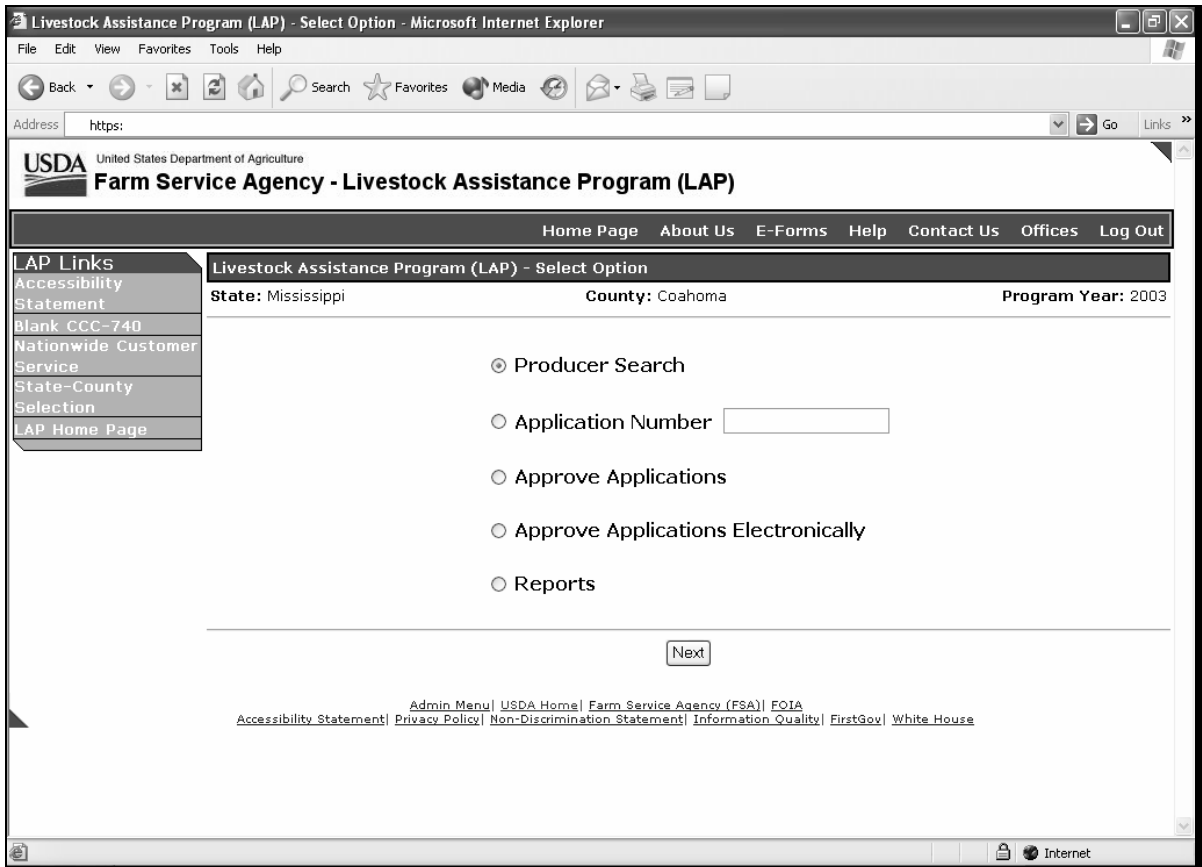 Livestock Assistance Program (LAP) - Select Option - Microsoft Internet Explorer
File Edit View Favorites Tools Help
Back Search Favorites Media
Address https: Go Links »
USDA United States Department of Agriculture
Farm Service Agency - Livestock Assistance Program (LAP)
Home Page About Us E-Forms Help Contact Us Offices Log Out
LAP Links
Accessibility
Statement
Blank CCC-740
Nationwide Customer
Service
State-County
Selection
LAP Home Page
Livestock Assistance Program (LAP) - Select Option
State: Mississippi County: Coahoma Program Year: 2003
Producer Search
Application Number
Approve Applications
Approve Applications Electronically
Reports
Next
Admin Menu| USDA Home| Farm Service Agency (FSA)| FOIA
Accessibility Statement| Privacy Policy| Non-Discrimination Statement| Information Quality| FirstGov| White House
Internet